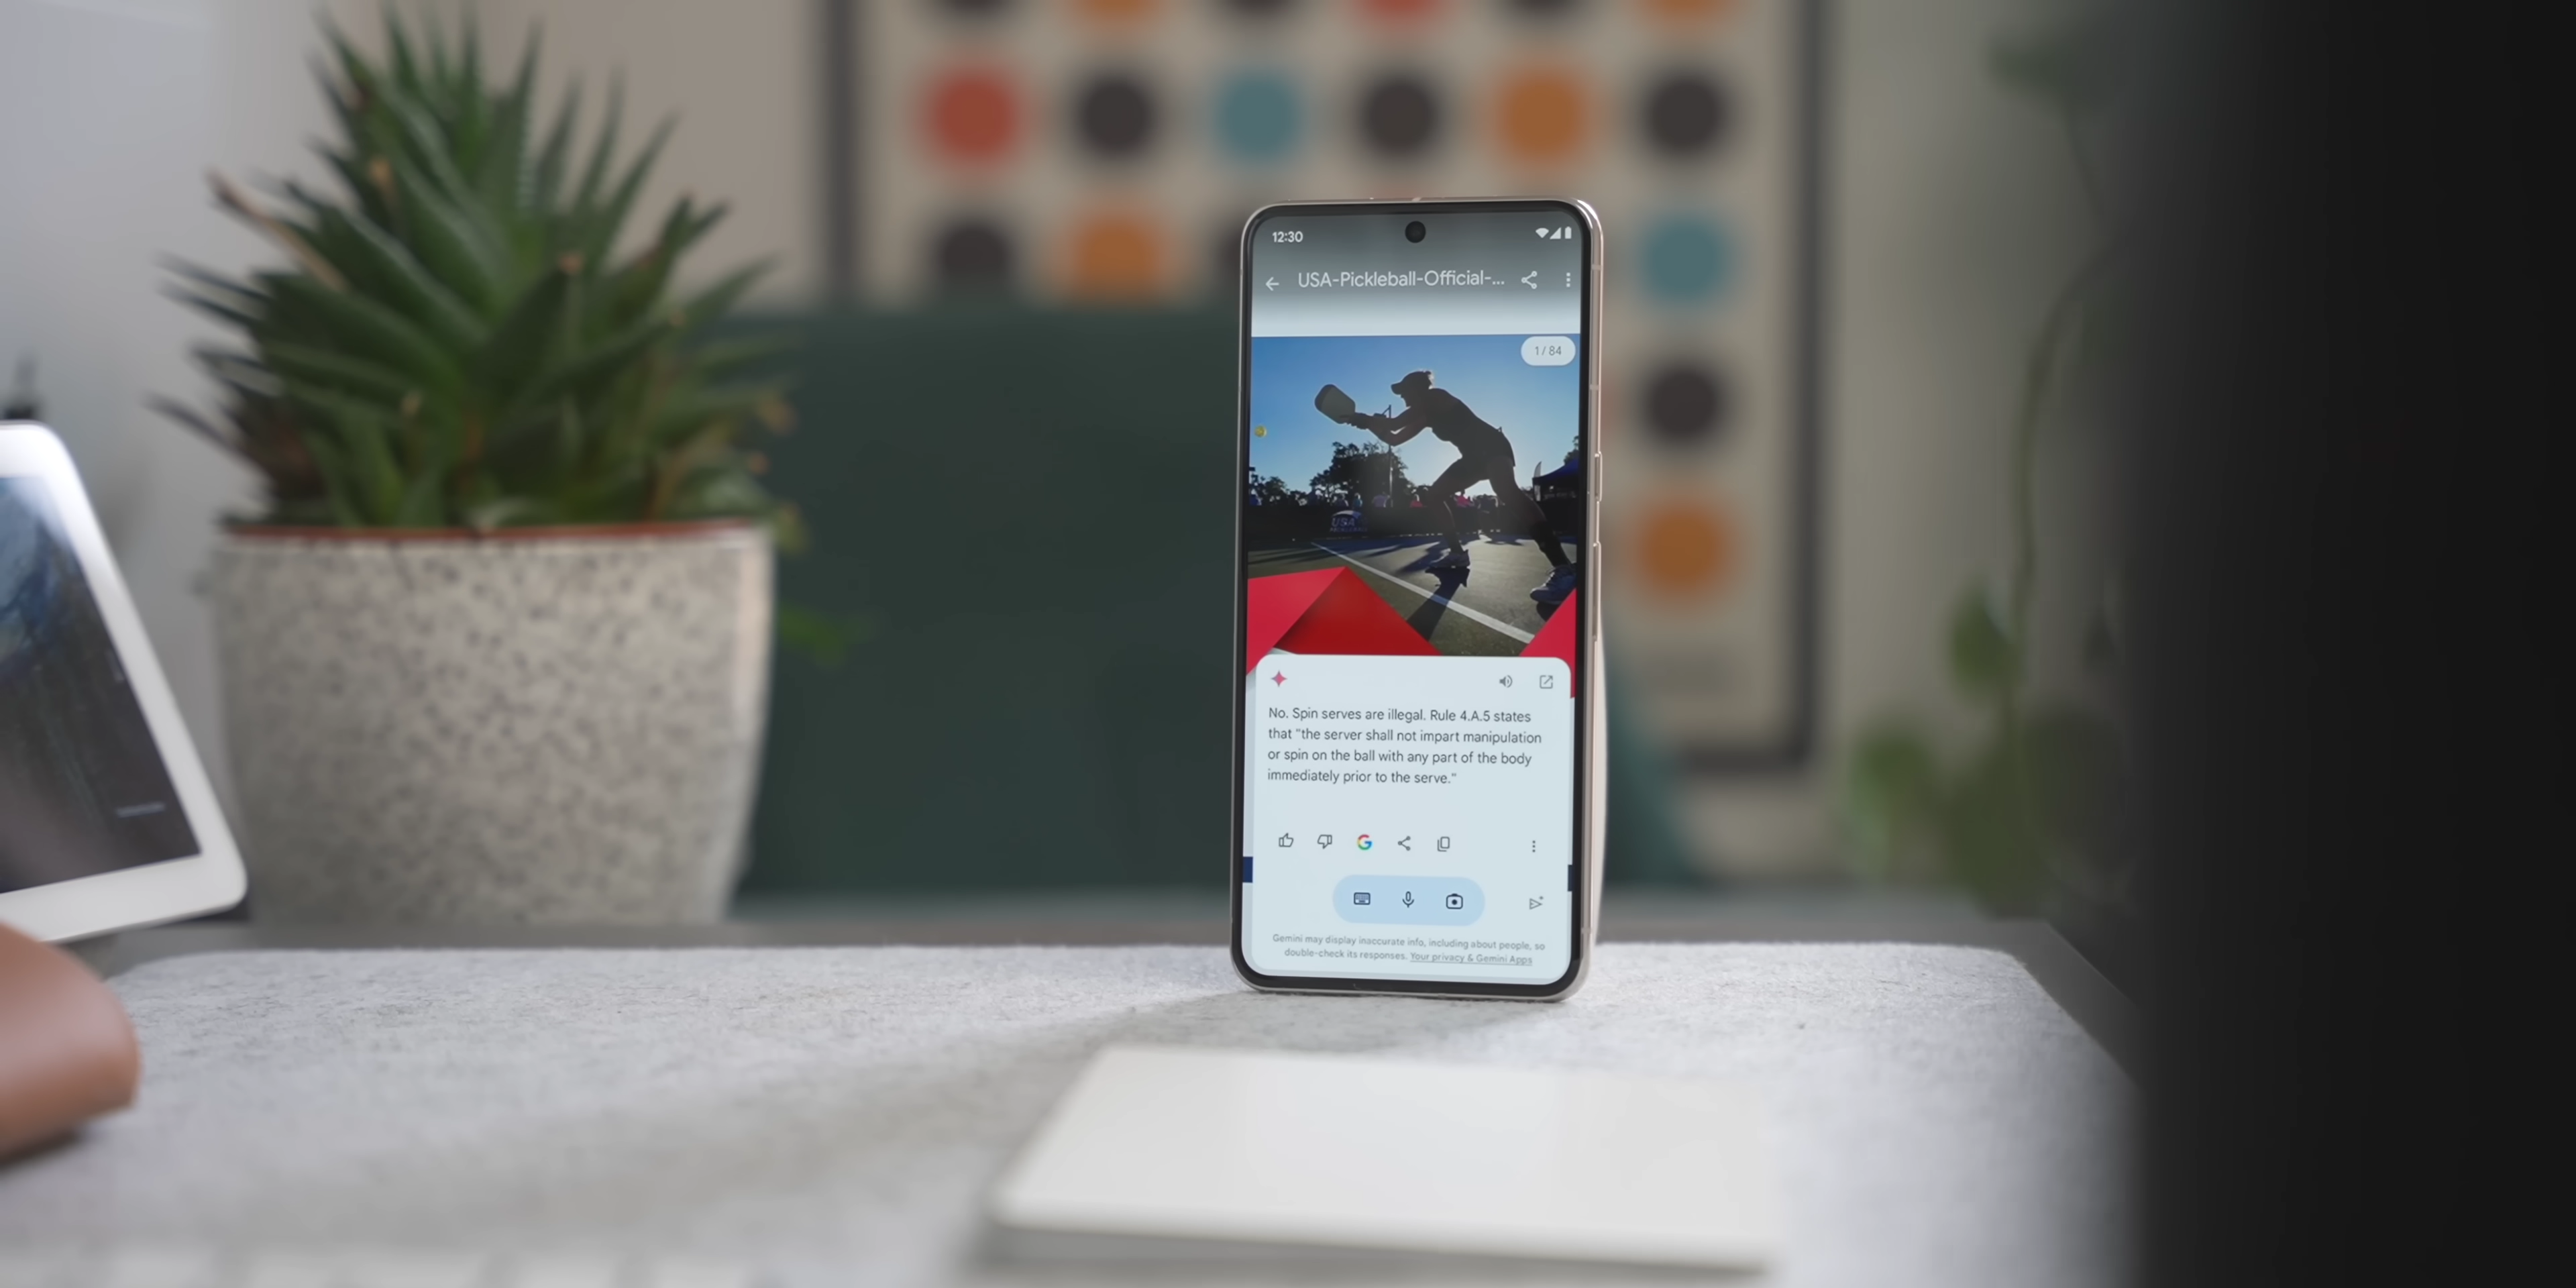 12:30
USA-Pickleball-Official-...
1 / 84
USA
No. Spin serves are illegal. Rule 4.A.5 states
that "the server shall not impart manipulation
or spin on the ball with any part of the body
immediately prior to the serve."
Gemini may display inaccurate info, including about people, so
double-check its responses. Your privacy & Gemini Apps